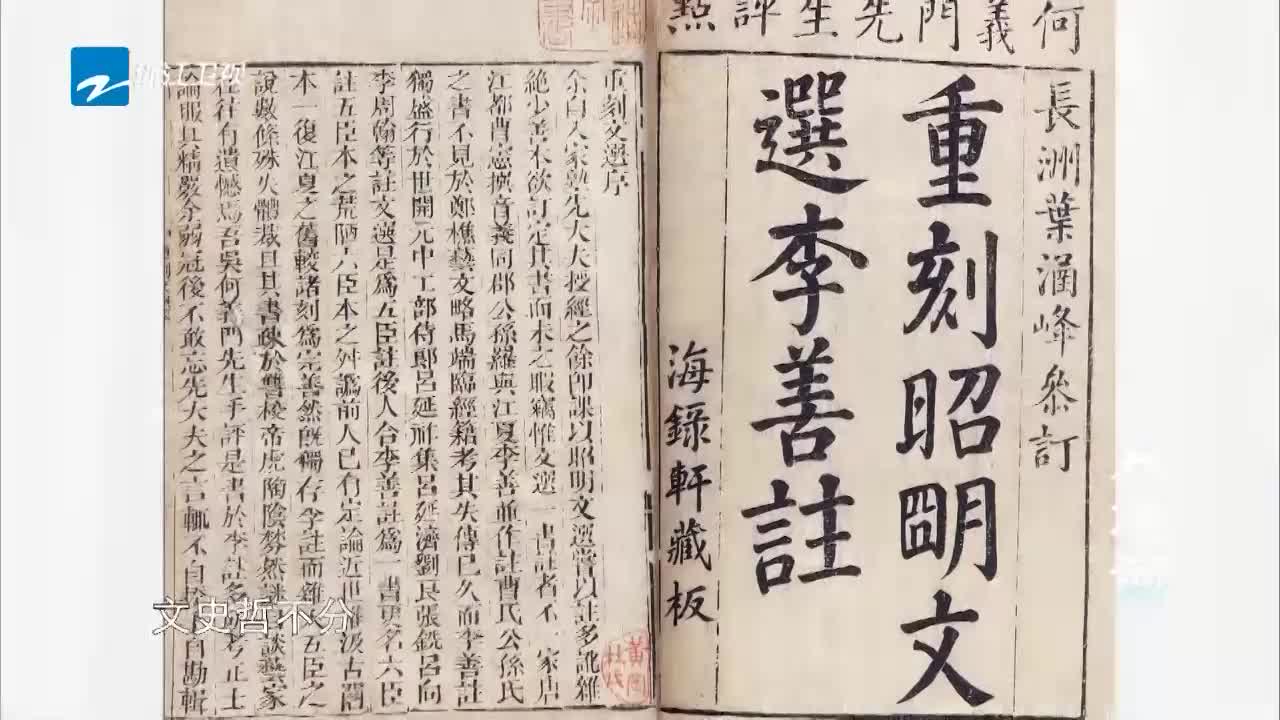 浙江卫视
何義門先生評點
長洲葉涵峰參訂
重刻昭明文
選李善註
海錄軒藏板
重刻文選序
余自入家塾先大夫授經之餘即課以昭明文選嘗以註多訛雜
絕少善本欲訂定其書而未之暇竊惟文選一書註者不一家唐
江都曹憲撰音義同郡公孫羅與江夏李善並作註曹氏公孫氏
之書不見於鄭樵藝文略馬端臨經籍考其失傳已久而李善註
獨盛行於世開元中工部侍郎呂延祚集呂延濟劉良張銑呂向
李周翰等註文選是爲五臣註後人合李善註爲一書更名六臣
註五臣本之荒陋六臣本之舛譌前人已有定論近世雖汲古閣
本一復江夏之舊較諸刻爲完善然既獨存李註而雜以五臣之
說數條殊失體裁且其書疎於讐校帝虎陶陰棼然談藝家
往往有遺憾焉吾吳何義門先生手評是書於李註多所考正士
論服其精嚴余弱冠後不敢忘先大夫之言輒不自自勘輯
文史哲不分